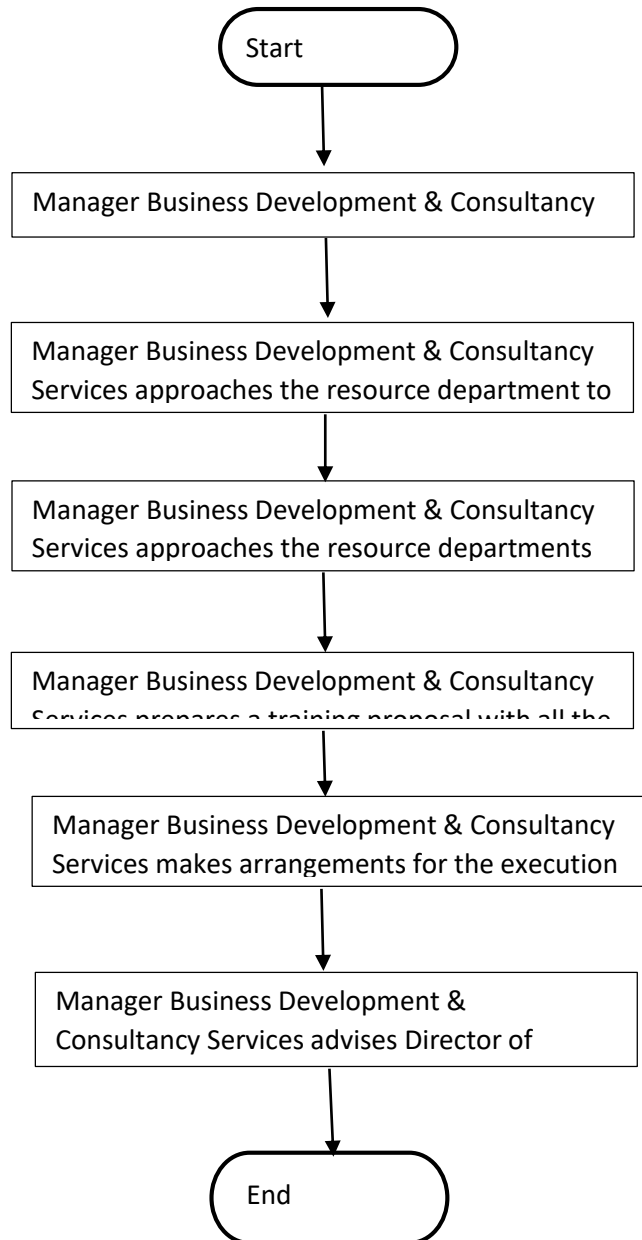 Start
Manager Business Development & Consultancy
Manager Business Development & Consultancy
Services approaches the resource department to
Manager Business Development & Consultancy
Services approaches the resource departments
Manager Business Development & Consultancy
Services prepares a training proposal with all the
Manager Business Development & Consultancy
Services makes arrangements for the execution
Manager Business Development &
Consultancy Services advises Director of
End